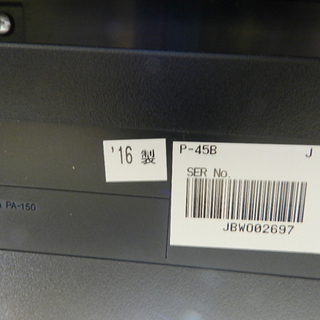 '16 製
P-45B J
SER No.
JBW002697
PA-150